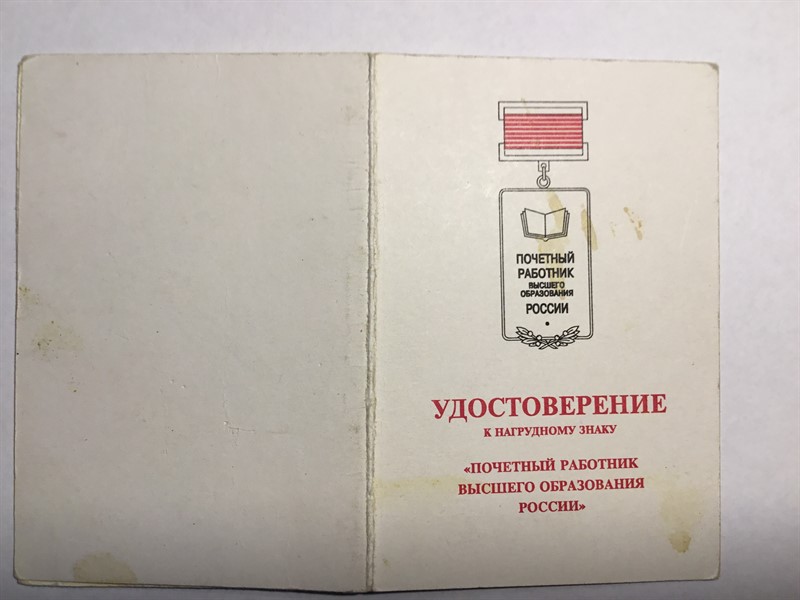 ПОЧЕТНЫЙ
РАБОТНИК
ВЫСШЕГО
ОБРАЗОВАНИЯ
РОССИИ
УДОСТОВЕРЕНИЕ
К НАГРУДНОМУ ЗНАКУ
«ПОЧЕТНЫЙ РАБОТНИК
ВЫСШЕГО ОБРАЗОВАНИЯ
РОССИИ»